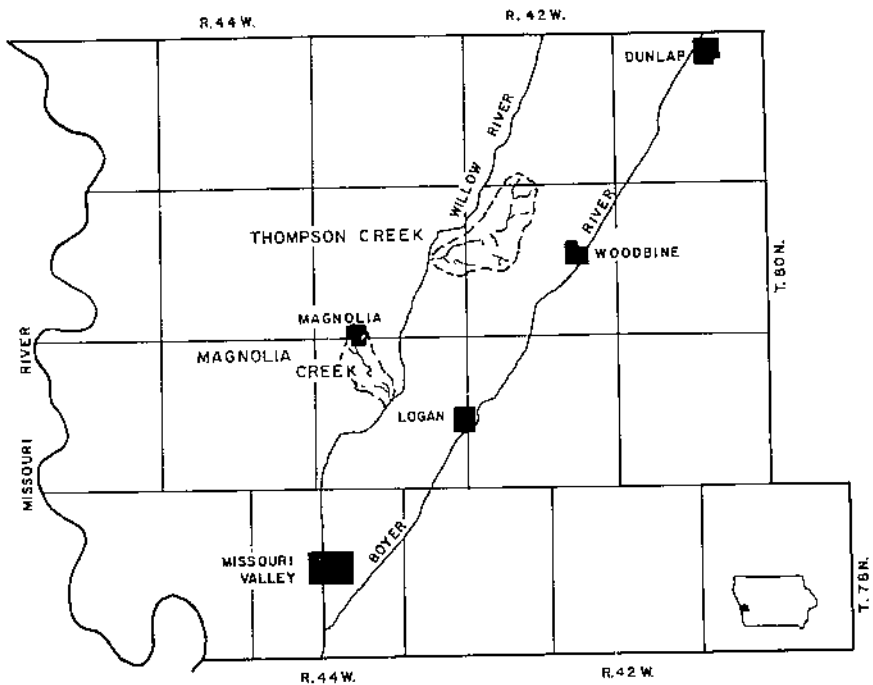 R. 44 W.
R. 42 W.
DUNLAP
WILLOW RIVER
THOMPSON CREEK
RIVER
WOODBINE
T. 80 N.
MAGNOLIA
MAGNOLIA
CREEK
MISSOURI RIVER
LOGAN
MISSOURI
VALLEY
BOYER
T. 78 N.
R. 44 W.
R. 42 W.